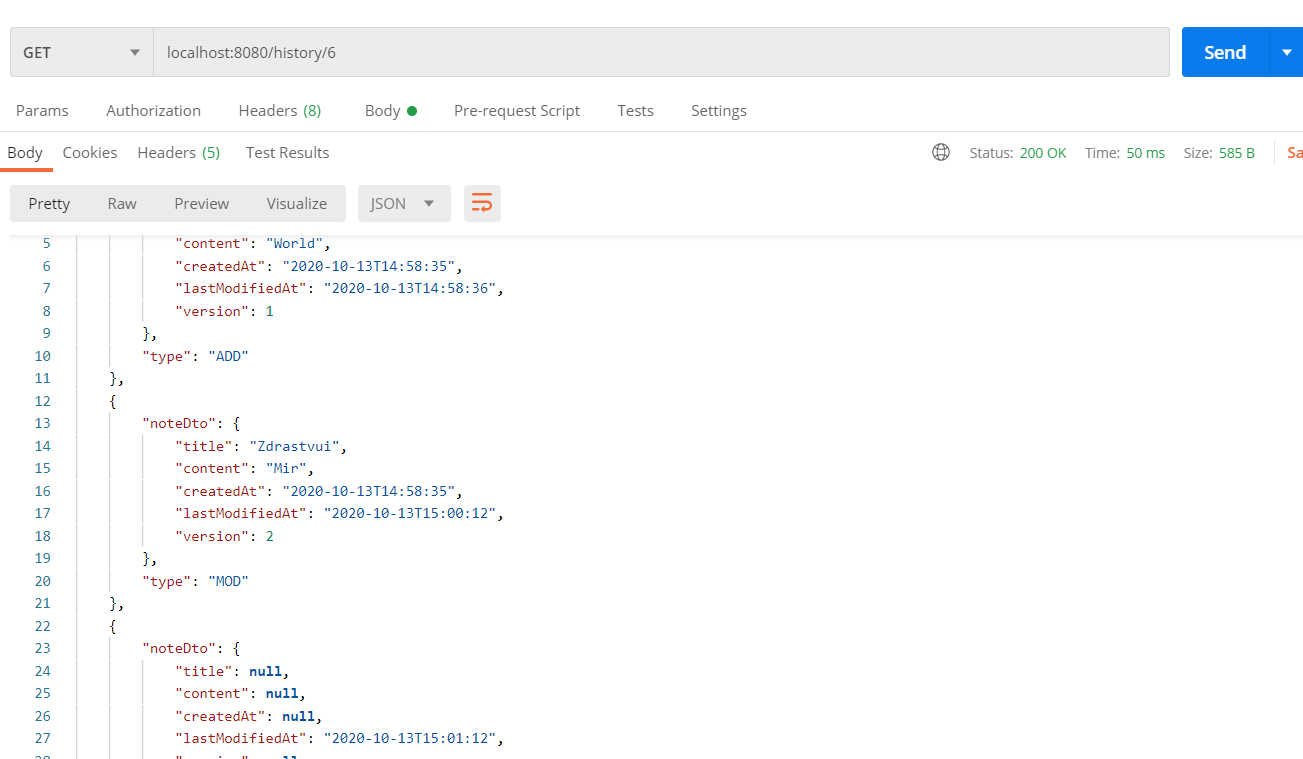 GET localhost:8080/history/6 Send
Params Authorization Headers (8) Body Pre-request Script Tests Settings
Body Cookies Headers (5) Test Results Status: 200 OK Time: 50 ms Size: 585 B Sa
Pretty Raw Preview Visualize JSON
5 "content": "World",
6 "createdAt": "2020-10-13T14:58:35",
7 "lastModifiedAt": "2020-10-13T14:58:36",
8 "version": 1
9 },
10 "type": "ADD"
11 },
12 {
13 "noteDto": {
14 "title": "Zdrastvui",
15 "content": "Mir",
16 "createdAt": "2020-10-13T14:58:35",
17 "lastModifiedAt": "2020-10-13T15:00:12",
18 "version": 2
19 },
20 "type": "MOD"
21 },
22 {
23 "noteDto": {
24 "title": null,
25 "content": null,
26 "createdAt": null,
27 "lastModifiedAt": "2020-10-13T15:01:12",